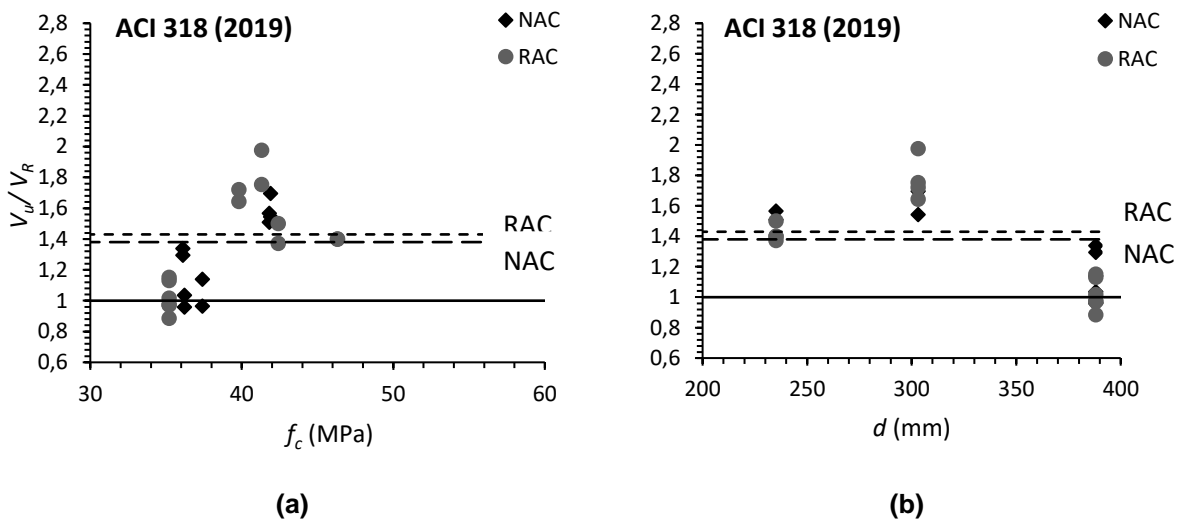 ACI 318 (2019)
NAC
RAC
2,8
2,6
2,4
2,2
2
1,8
1,6
1,4
1,2
1
0,8
0,6
Vu/ VR
RAC
NAC
30
40
50
60
fc (MPa)
(a)
ACI 318 (2019)
NAC
RAC
2,8
2,6
2,4
2,2
2
1,8
1,6
1,4
1,2
1
0,8
0,6
RAC
NAC
200
250
300
350
400
d (mm)
(b)